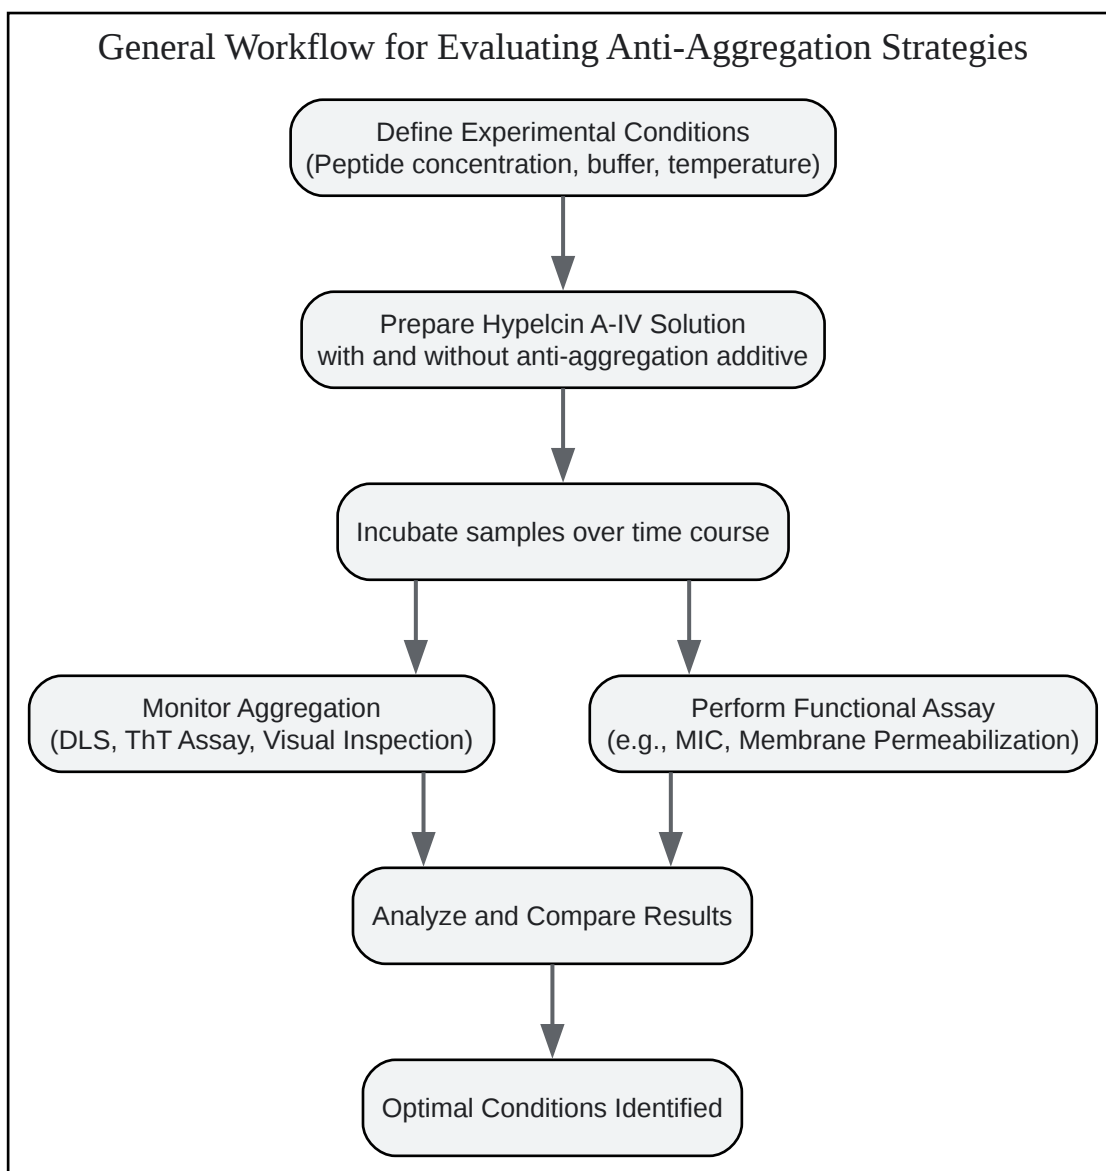 General Workflow for Evaluating Anti-Aggregation Strategies
Define Experimental Conditions
(Peptide concentration, buffer, temperature)
Prepare Hypelcin A-IV Solution
with and without anti-aggregation additive
Incubate samples over time course
Monitor Aggregation
(DLS, ThT Assay, Visual Inspection)
Perform Functional Assay
(e.g., MIC, Membrane Permeabilization)
Analyze and Compare Results
Optimal Conditions Identified